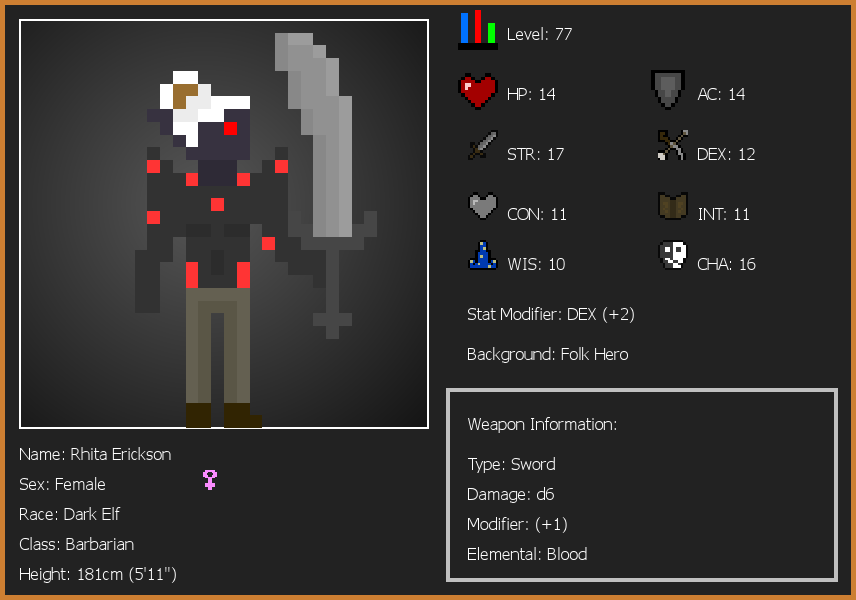 Level: 77
HP: 14
AC: 14
STR: 17
DEX: 12
CON: 11
INT: 11
WIS: 10
CHA: 16
Stat Modifier: DEX (+2)
Background: Folk Hero
Weapon Information:
Type: Sword
Damage: d6
Modifier: (+1)
Elemental: Blood
Name: Rhita Erickson
Sex: Female
Race: Dark Elf
Class: Barbarian
Height: 181cm (5'11")